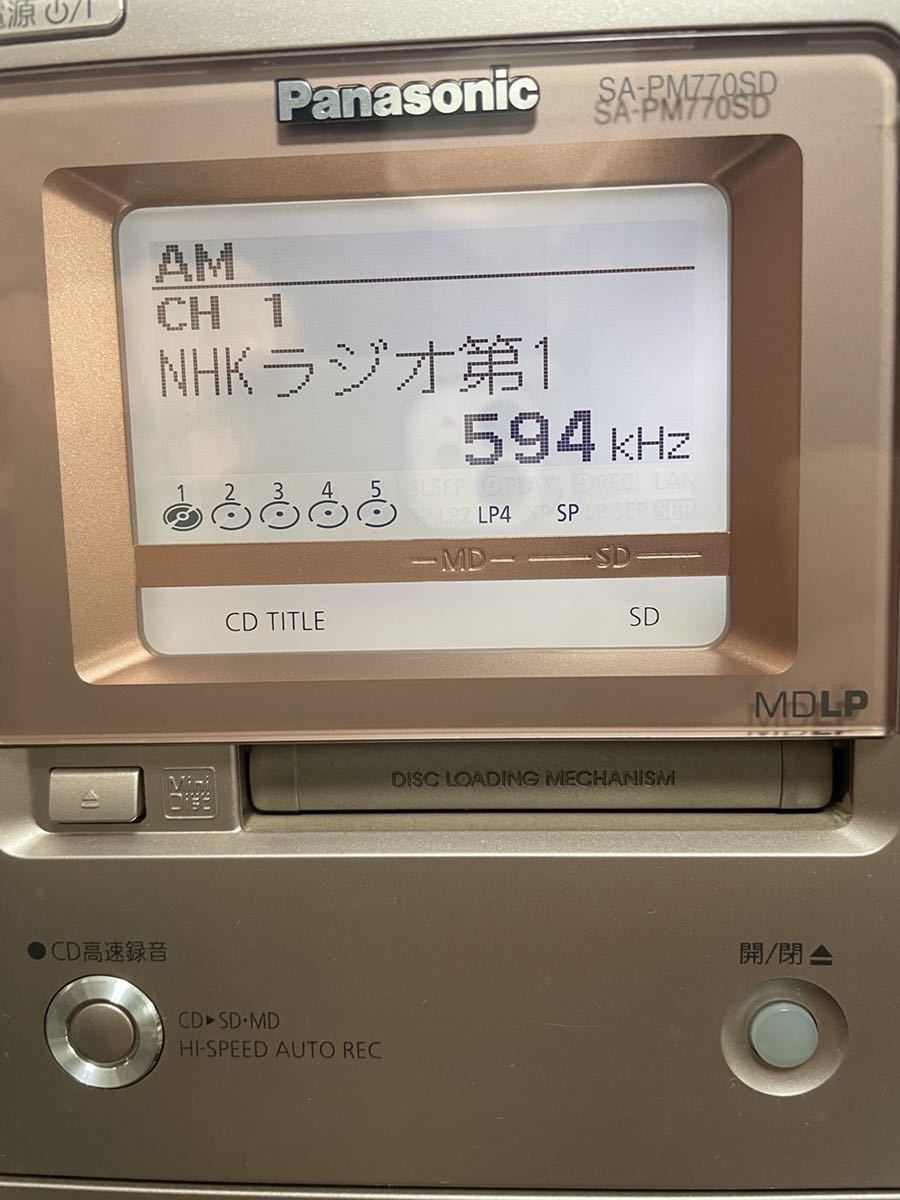 電源 ⏻/I
Panasonic
SA-PM770SD
AM
CH 1
NHKラジオ第1
594 kHz
1 2 3 4 5
SLEEP PLAY REC LAN
SP LP2 LP4 XP SP LP SEP SBR
MD SD
CD TITLE SD
MDLP
Mini Disc
DISC LOADING MECHANISM
●CD高速録音
開/閉⏏
CD▶SD•MD
HI-SPEED AUTO REC